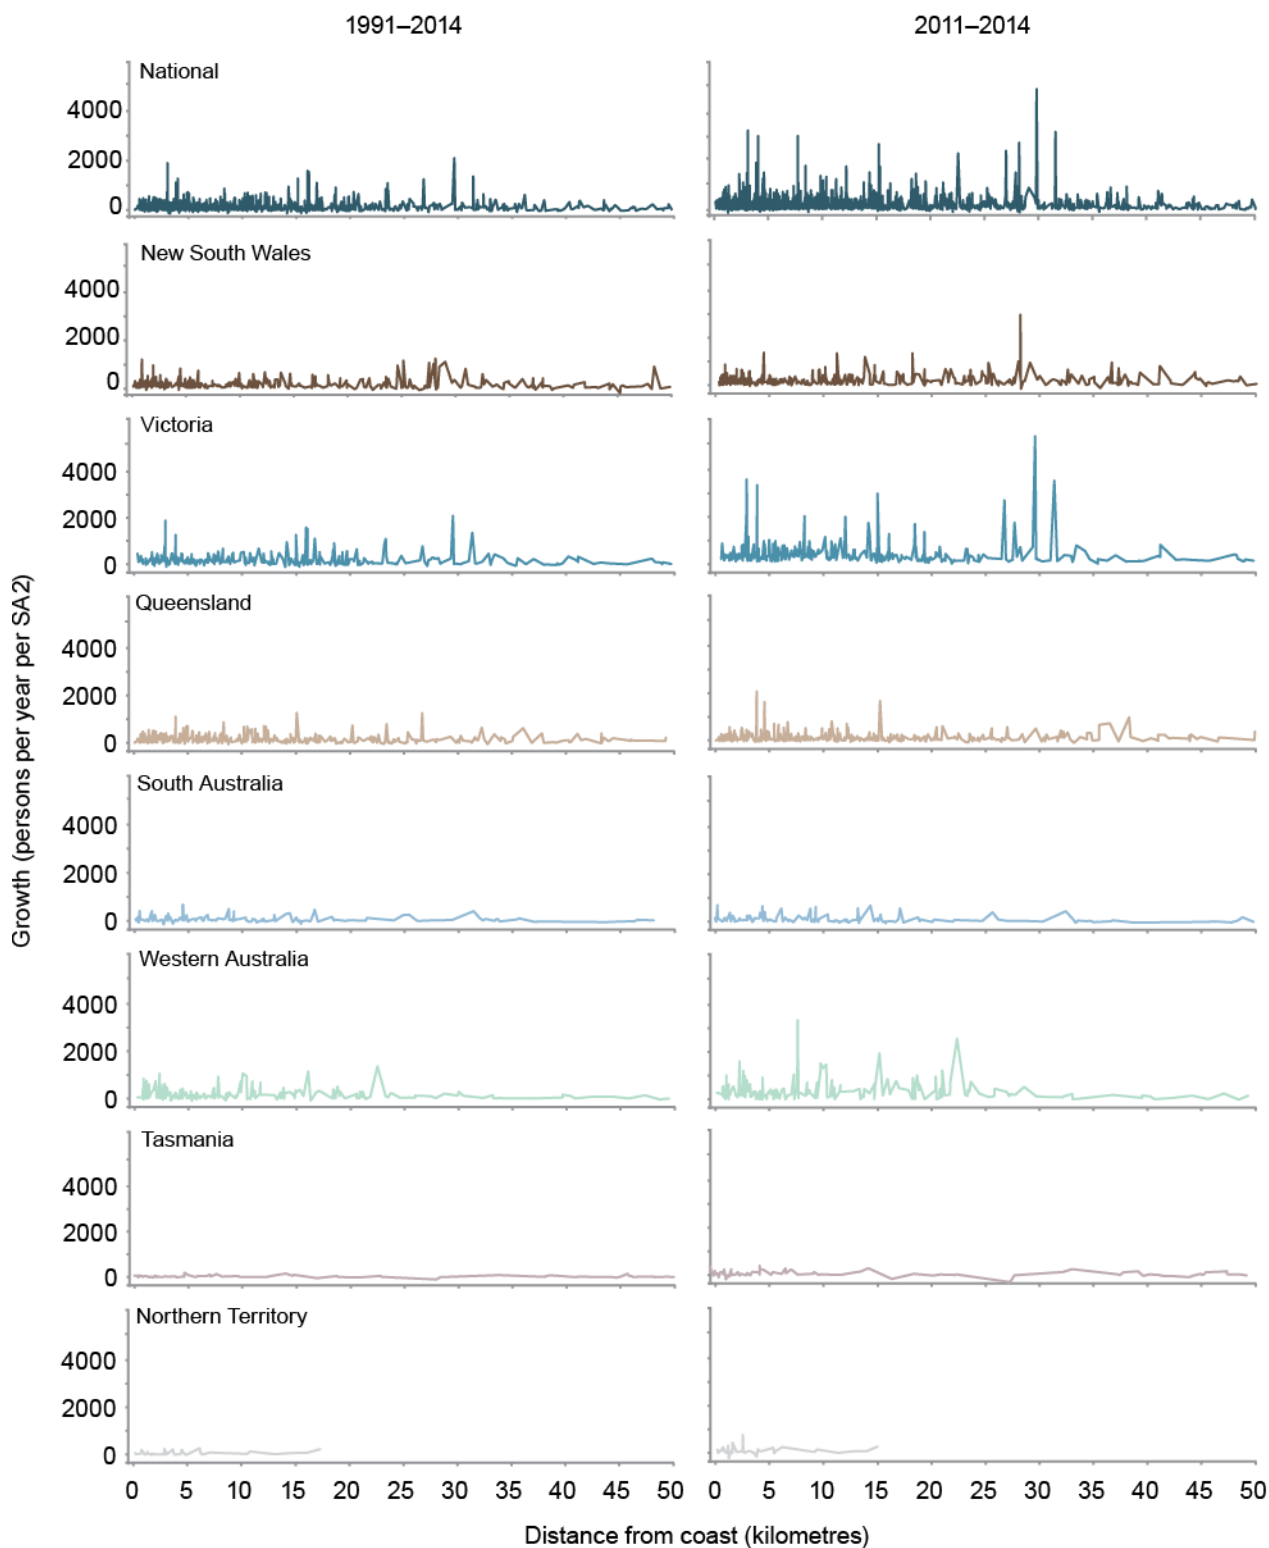 1991–2014
2011–2014
National
4000
2000
0
New South Wales
4000
2000
0
Victoria
4000
2000
0
Queensland
4000
2000
0
South Australia
4000
2000
0
Western Australia
4000
2000
0
Tasmania
4000
2000
0
Northern Territory
4000
2000
0
Growth (persons per year per SA2)
0 5 10 15 20 25 30 35 40 45 50
0 5 10 15 20 25 30 35 40 45 50
Distance from coast (kilometres)